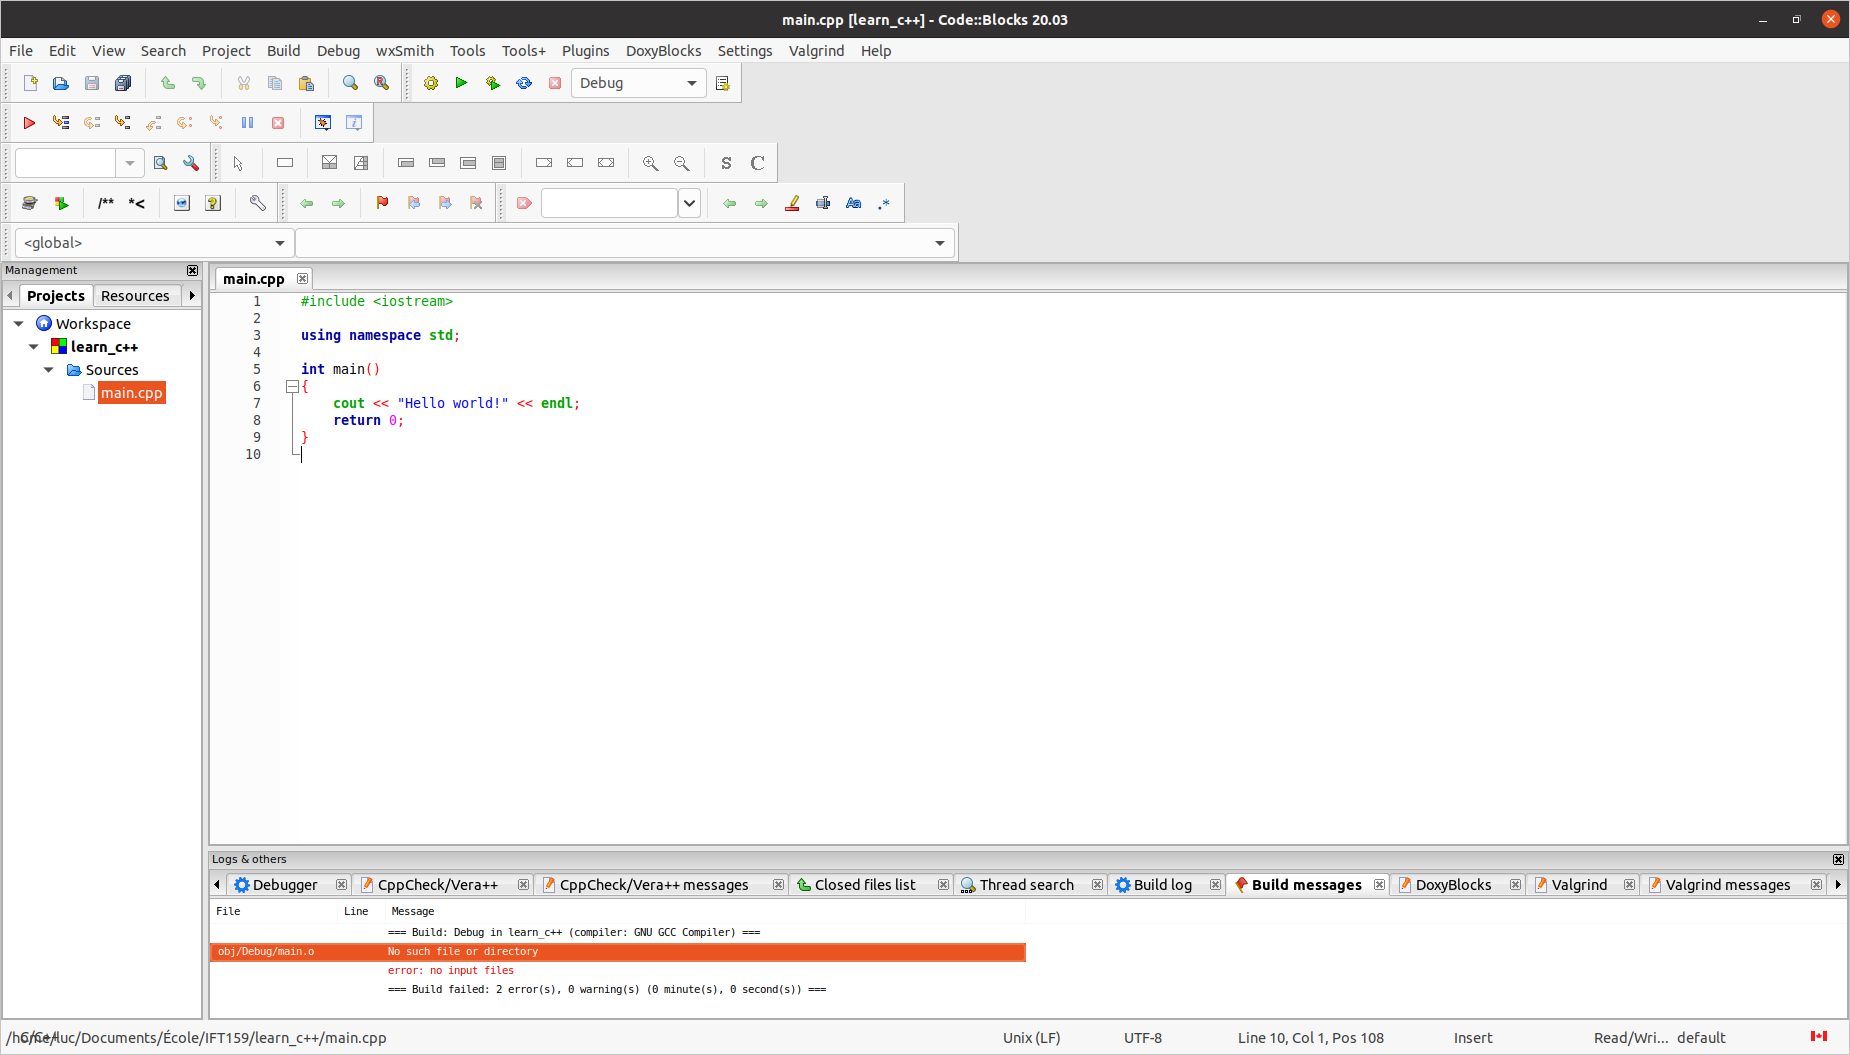 main.cpp [learn_c++] - Code::Blocks 20.03
File Edit View Search Project Build Debug wxSmith Tools Tools+ Plugins DoxyBlocks Settings Valgrind Help
Debug
S C
/** *< Aa .*
<global>
Management
Projects Resources
Workspace
learn_c++
Sources
main.cpp
main.cpp
1 #include <iostream>
2
3 using namespace std;
4
5 int main()
6 {
7 cout << "Hello world!" << endl;
8 return 0;
9 }
10
Logs & others
Debugger CppCheck/Vera++ CppCheck/Vera++ messages Closed files list Thread search Build log Build messages DoxyBlocks Valgrind Valgrind messages
File Line Message
=== Build: Debug in learn_c++ (compiler: GNU GCC Compiler) ===
obj/Debug/main.o No such file or directory
error: no input files
=== Build failed: 2 error(s), 0 warning(s) (0 minute(s), 0 second(s)) ===
/home/luc/Documents/École/IFT159/learn_c++/main.cpp C/C++ Unix (LF) UTF-8 Line 10, Col 1, Pos 108 Insert Read/Wri... default